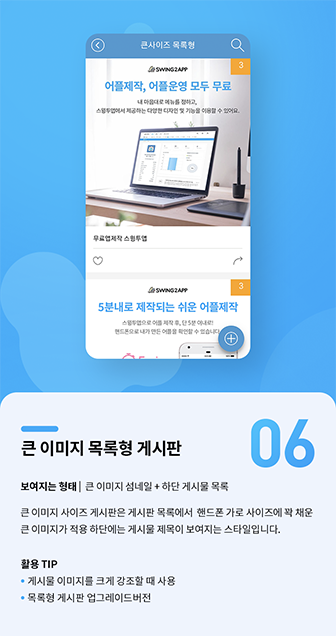 큰사이즈 목록형
3
SWING2APP
어플제작, 어플운영 모두 무료
내 마음대로 메뉴를 정하고,
스윙투앱에서 제공하는 다양한 디자인 및 기능을 이용할 수 있어요.
무료앱제작 스윙투앱
3
SWING2APP
5분내로 제작되는 쉬운 어플제작
스윙투앱으로 어플 제작 후, 단 5분 이내로!
핸드폰으로 내가 만든 어플을 확인할 수 있습니다
06
큰 이미지 목록형 게시판
보여지는 형태 | 큰 이미지 섬네일 + 하단 게시물 목록
큰 이미지 사이즈 게시판은 게시판 목록에서 핸드폰 가로 사이즈에 꽉 채운
큰 이미지가 적용 하단에는 게시물 제목이 보여지는 스타일입니다.
활용 TIP
• 게시물 이미지를 크게 강조할 때 사용
• 목록형 게시판 업그레이드버전